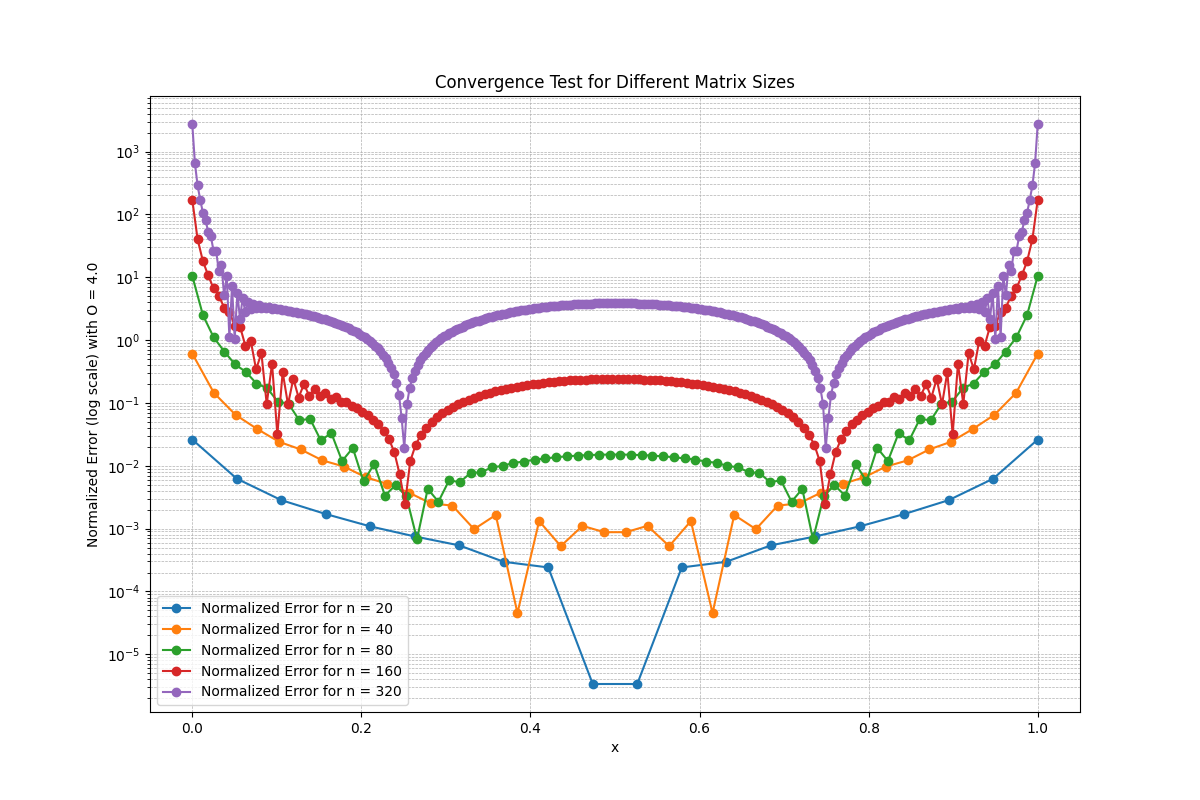 Convergence Test for Different Matrix Sizes
Normalized Error (log scale) with O = 4.0
10³
10²
10¹
10⁰
10⁻¹
10⁻²
10⁻³
10⁻⁴
10⁻⁵
Normalized Error for n = 20
Normalized Error for n = 40
Normalized Error for n = 80
Normalized Error for n = 160
Normalized Error for n = 320
0.0 0.2 0.4 0.6 0.8 1.0
x